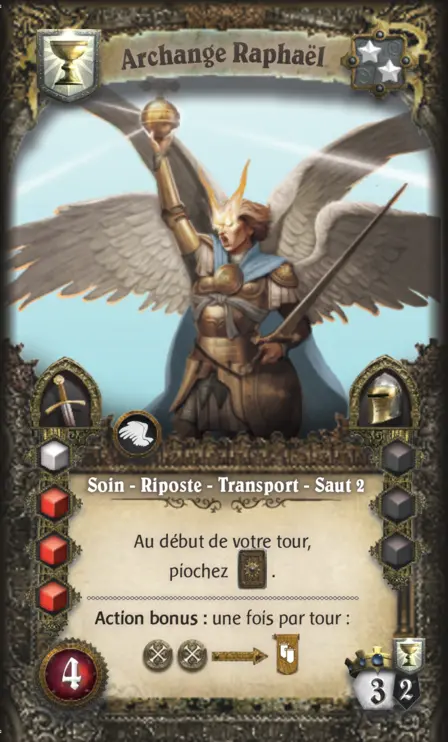 Archange Raphaël
Soin - Riposte - Transport - Saut 2
Au début de votre tour,
piochez .
Action bonus : une fois par tour :
4
3 2